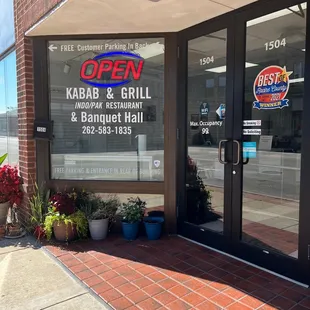 ← FREE Customer Parking In Back
OPEN
KABAB & GRILL
INDO/PAK RESTAURANT
& Banquet Hall
262-583-1835
1504
1504
BEST
2021
WINNER
Max. Occupancy
99